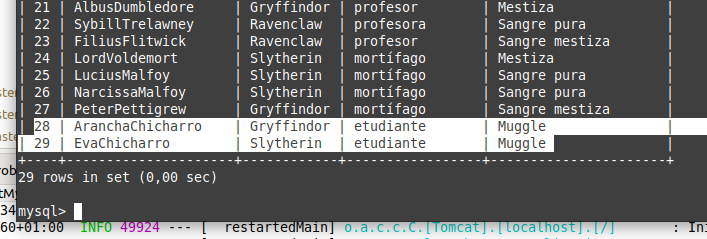 | 21 | AlbusDumbledore | Gryffindor | profesor | Mestiza |
| 22 | SybillTrelawney | Ravenclaw | profesora | Sangre pura |
| 23 | FiliusFlitwick | Ravenclaw | profesor | Sangre mestiza |
| 24 | LordVoldemort | Slytherin | mortífago | Mestiza |
| 25 | LuciusMalfoy | Slytherin | mortífago | Sangre pura |
| 26 | NarcissaMalfoy | Slytherin | mortífago | Sangre pura |
| 27 | PeterPettigrew | Gryffindor | mortífago | Sangre mestiza |
| 28 | AranchaChicharro | Gryffindor | etudiante | Muggle |
| 29 | EvaChicharro | Slytherin | etudiante | Muggle |
29 rows in set (0,00 sec)
mysql>
60+01:00 INFO 49924 --- [ restartedMain] o.a.c.c.C.[Tomcat].[localhost].[/] : Ini